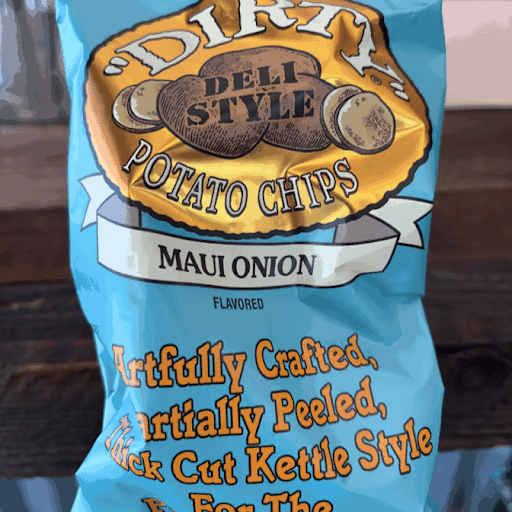 "DIRTY"®
DELI
STYLE
POTATO CHIPS
MAUI ONION
FLAVORED
Artfully Crafted,
Partially Peeled,
Thick Cut Kettle Style
For The